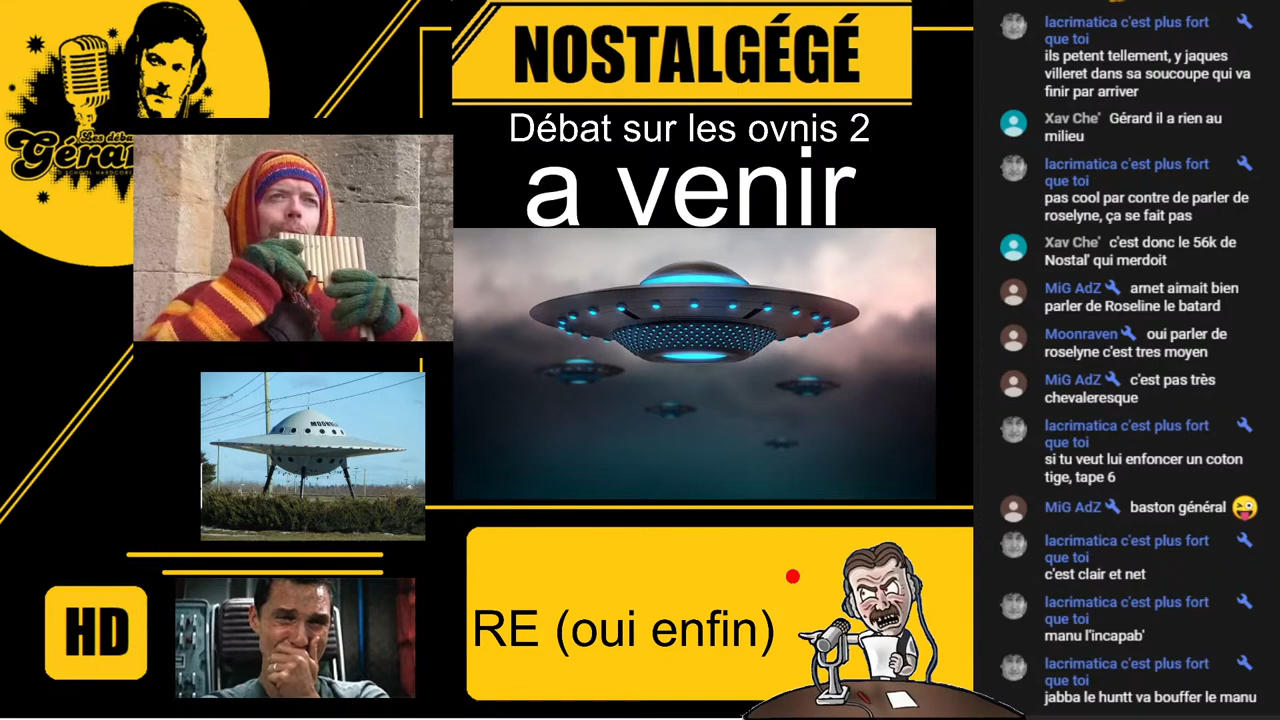 Les déba
Gérar
D SCHOOL HARDCORE
NOSTALGÉGÉ
Débat sur les ovnis 2
a venir
HD
RE (oui enfin)
lacrimatica c'est plus fort
que toi
ils petent tellement, y jaques
villeret dans sa soucoupe qui va
finir par arriver
Xav Che' Gérard il a rien au
milieu
lacrimatica c'est plus fort
que toi
pas cool par contre de parler de
roselyne, ça se fait pas
Xav Che' c'est donc le 56k de
Nostal' qui merdoit
MiG AdZ arnet aimait bien
parler de Roseline le batard
Moonraven oui parler de
roselyne c'est tres moyen
MiG AdZ c'est pas très
chevaleresque
lacrimatica c'est plus fort
que toi
si tu veut lui enfoncer un coton
tige, tape 6
MiG AdZ baston général
lacrimatica c'est plus fort
que toi
c'est clair et net
lacrimatica c'est plus fort
que toi
manu l'incapab'
lacrimatica c'est plus fort
que toi
jabba le huntt va bouffer le manu